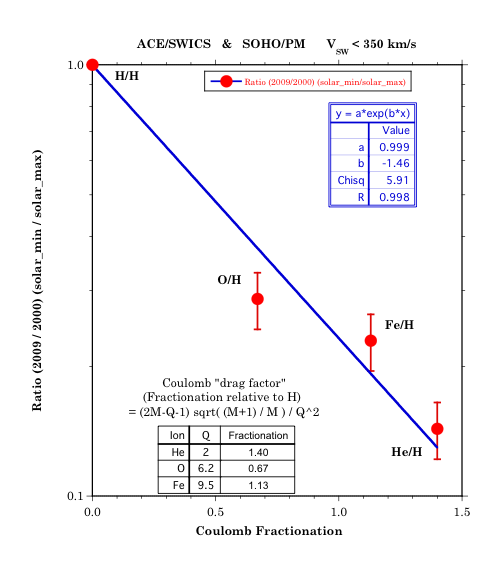 ACE/SWICS & SOHO/PM V_SW < 350 km/s
1.0
H/H
Ratio (2009/2000) (solar_min/solar_max)
y = a*exp(b*x)
Value
a 0.999
b -1.46
Chisq 5.91
R 0.998
Ratio (2009 / 2000) (solar_min / solar_max)
O/H
Fe/H
Coulomb "drag factor"
(Fractionation relative to H)
= (2M-Q-1) sqrt( (M+1) / M ) / Q^2
Ion Q Fractionation
He 2 1.40
O 6.2 0.67
Fe 9.5 1.13
He/H
0.1
0.0 0.5 1.0 1.5
Coulomb Fractionation